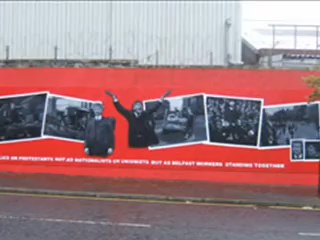 OR PROTESTANTS NOT AS NATIONALISTS OR UNIONISTS BUT AS BELFAST WORKERS STANDING TOGETHER